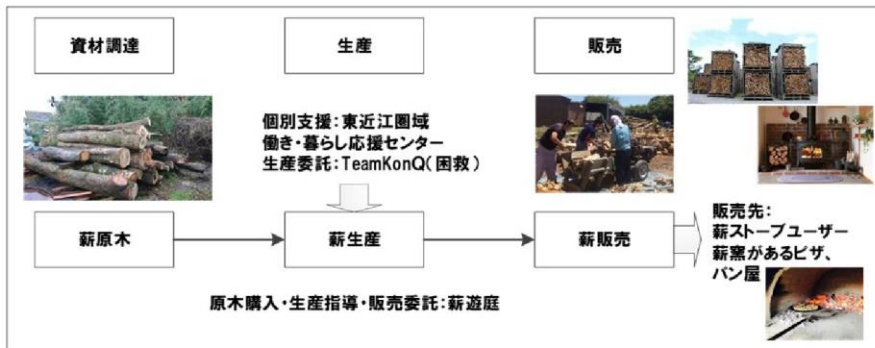 資材調達
生産
販売
個別支援:東近江圏域
働き・暮らし応援センター
生産委託:TeamKonQ(困救)
薪原木
薪生産
薪販売
販売先:
薪ストーブユーザー
薪窯があるピザ、
パン屋
原木購入・生産指導・販売委託:薪遊庭